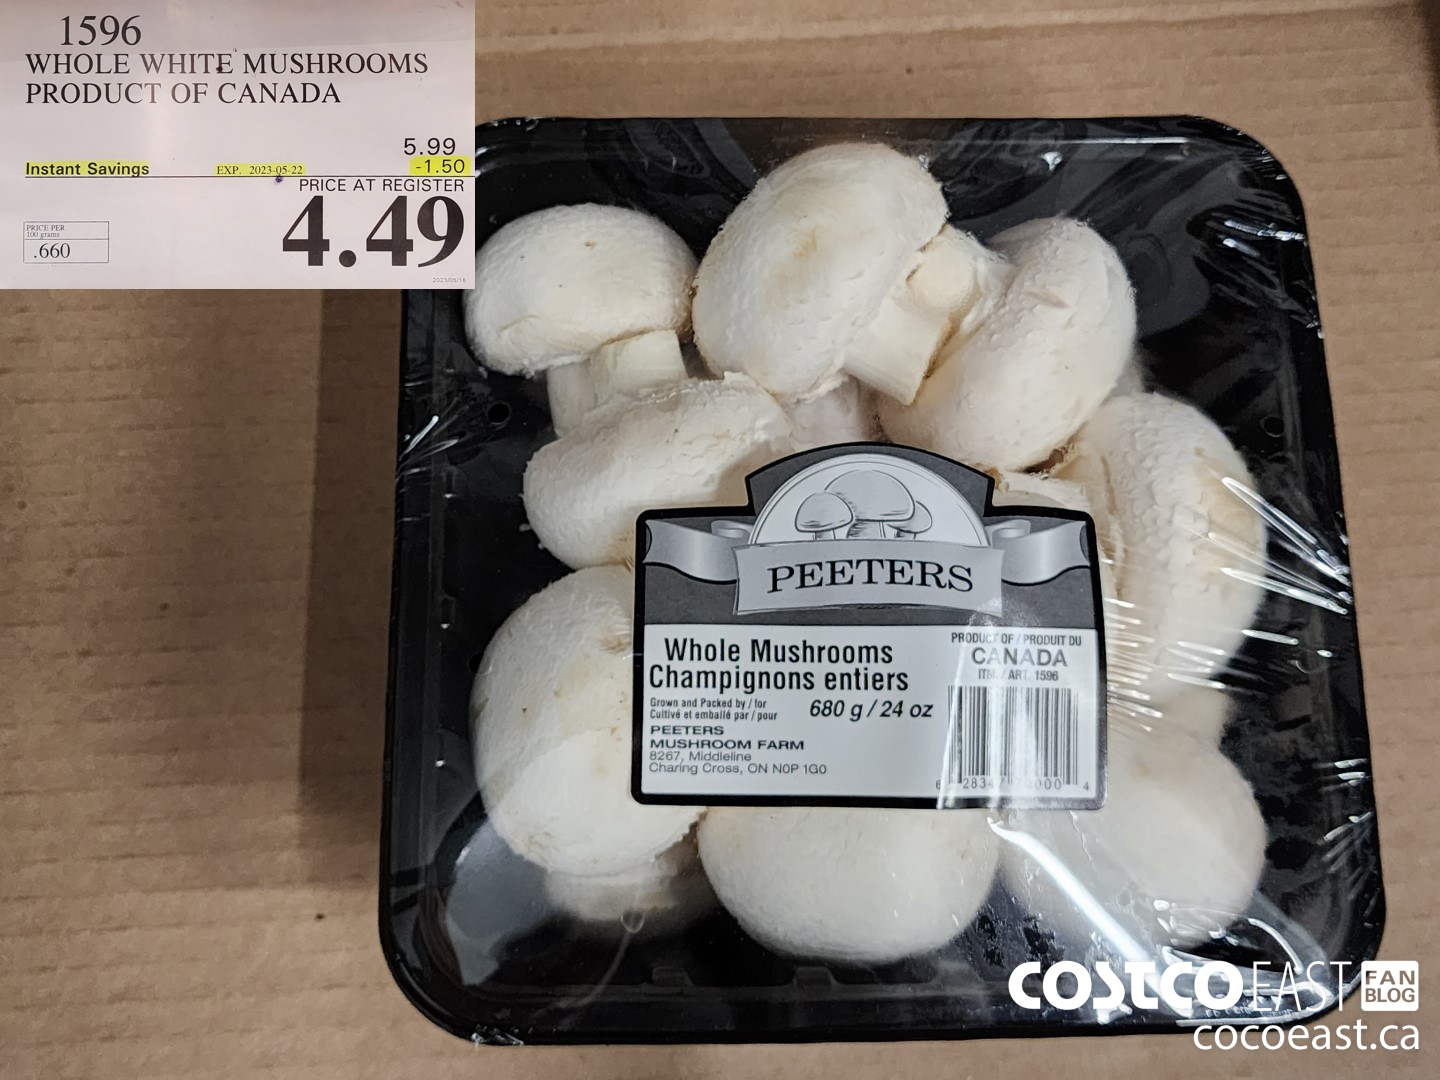 1596
WHOLE WHITE MUSHROOMS
PRODUCT OF CANADA
5.99
Instant Savings EXP. 2023-05-22 -1.50
PRICE AT REGISTER
4.49
PRICE PER
100 grams
.660
2023/05/16
PEETERS
Whole Mushrooms
Champignons entiers
680 g / 24 oz
Grown and Packed by / for
Cultivé et emballé par / pour
PEETERS
MUSHROOM FARM
8267, Middleline
Charing Cross, ON N0P 1G0
PRODUCT OF / PRODUIT DU
CANADA
ITM. / ART. 1596
COSTCO EAST FAN BLOG
cocoeast.ca